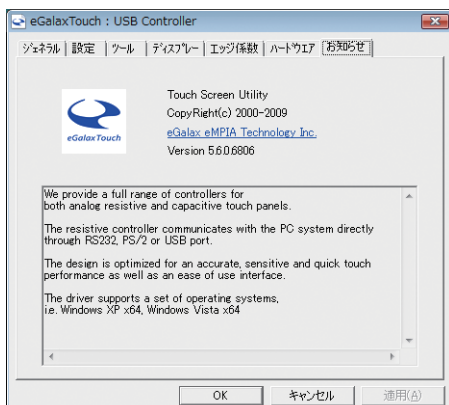 eGalaxTouch : USB Controller
ジェネラル 設定 ツール ディスプレー エッジ係数 ハードウエア お知らせ
Touch Screen Utility
CopyRight(c) 2000-2009
eGalax eMPIA Technology Inc.
Version 5.6.0.6806
eGalaxTouch
We provide a full range of controllers for
both analog resistive and capacitive touch panels.
The resistive controller communicates with the PC system directly
through RS232, PS/2 or USB port.
The design is optimized for an accurate, sensitive and quick touch
performance as well as an ease of use interface.
The driver supports a set of operating systems,
i.e. Windows XP x64, Windows Vista x64
OK キャンセル 適用(A)